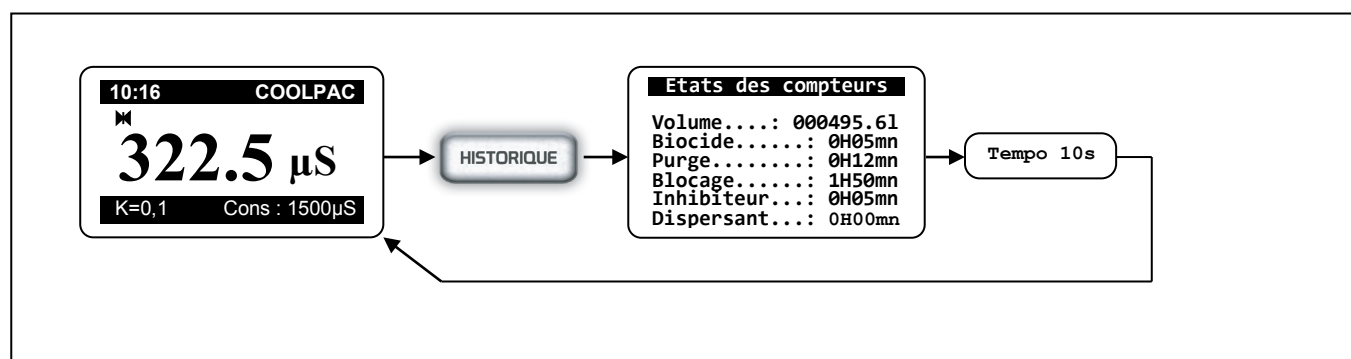 10:16 COOLPAC
322.5 µS
K=0,1 Cons : 1500µS
HISTORIQUE
Etats des compteurs
Volume....: 000495.6l
Biocide......: 0H05mn
Purge........: 0H12mn
Blocage......: 1H50mn
Inhibiteur...: 0H05mn
Dispersant...: 0H00mn
Tempo 10s